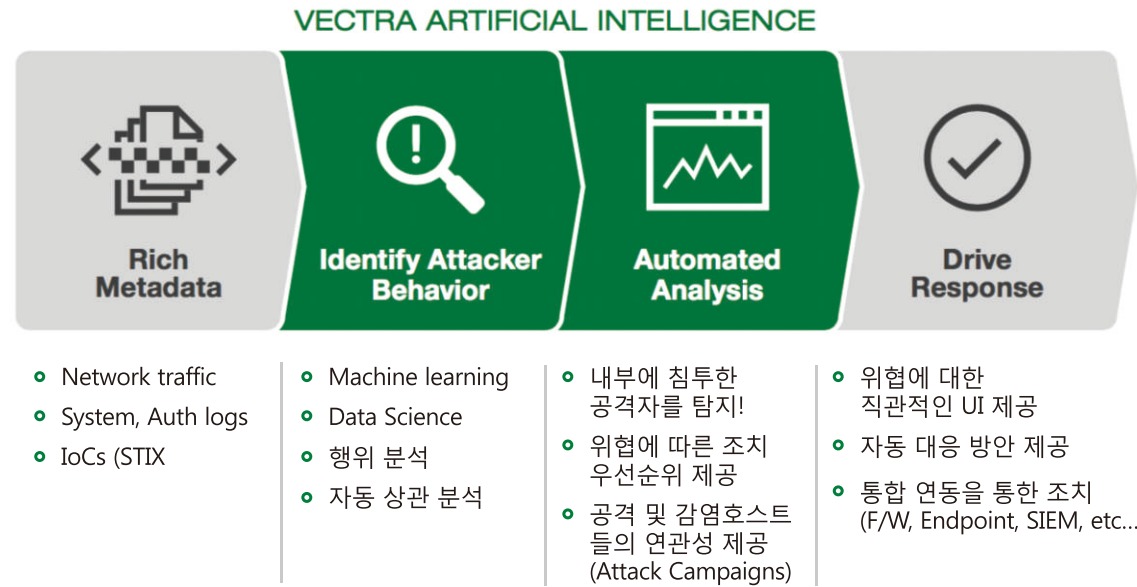 VECTRA ARTIFICIAL INTELLIGENCE
Rich
Metadata
Identify Attacker
Behavior
Automated
Analysis
Drive
Response
Network traffic
System, Auth logs
IoCs (STIX
Machine learning
Data Science
행위 분석
자동 상관 분석
내부에 침투한
공격자를 탐지!
위협에 따른 조치
우선순위 제공
공격 및 감염호스트
들의 연관성 제공
(Attack Campaigns)
위협에 대한
직관적인 UI 제공
자동 대응 방안 제공
통합 연동을 통한 조치
(F/W, Endpoint, SIEM, etc...